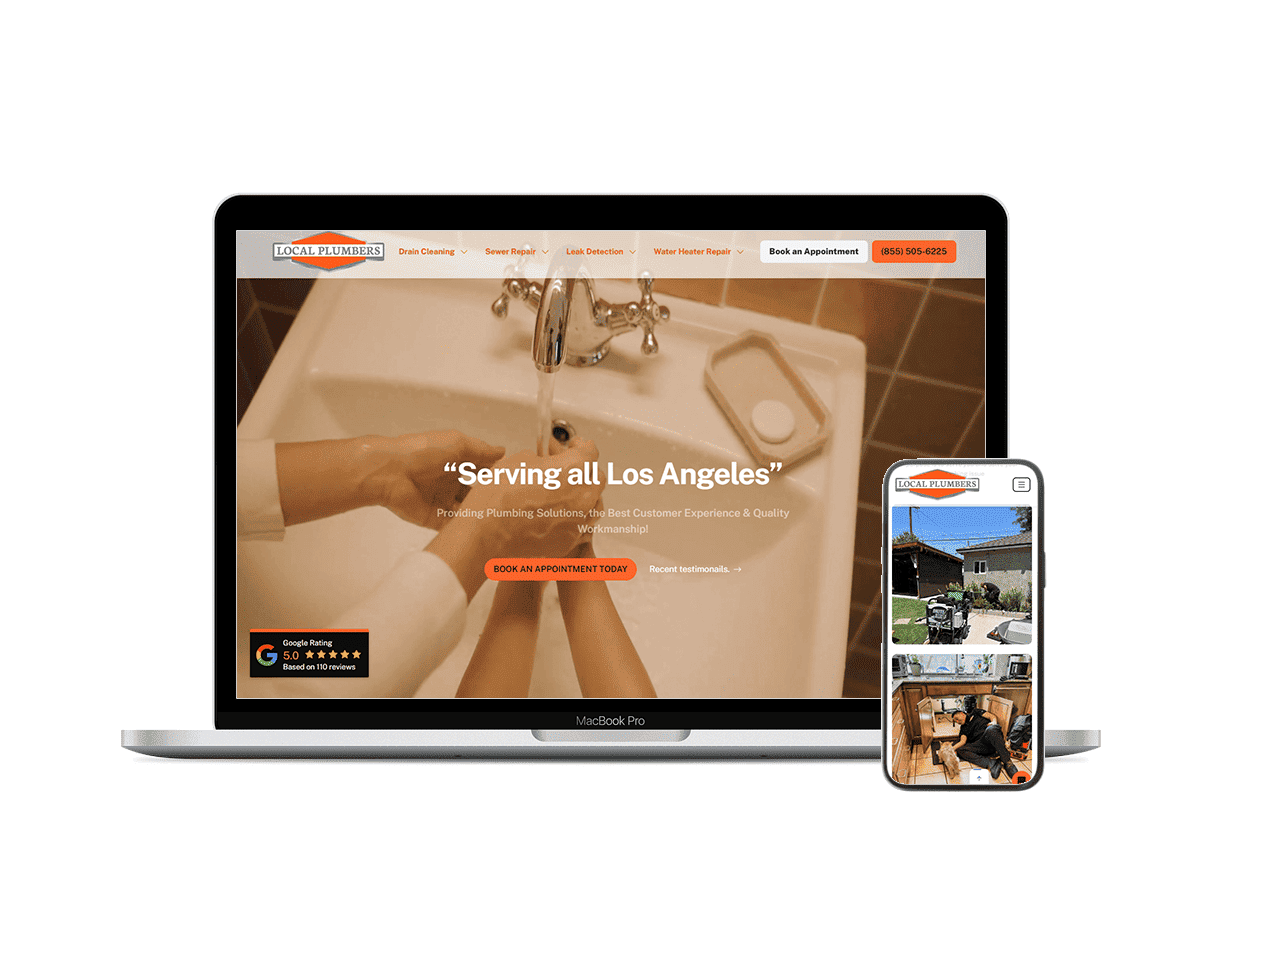 LOCAL PLUMBERS
Drain Cleaning
Sewer Repair
Leak Detection
Water Heater Repair
Book an Appointment
(855) 505-6225
“Serving all Los Angeles”
Providing Plumbing Solutions, the Best Customer Experience & Quality
Workmanship!
BOOK AN APPOINTMENT TODAY
Recent testimonails. →
Google Rating
5.0
Based on 110 reviews
MacBook Pro
LOCAL PLUMBERS